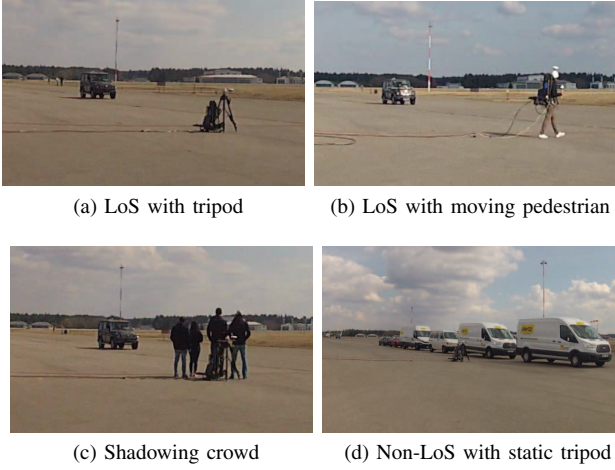 (a) LoS with tripod
(b) LoS with moving pedestrian
(c) Shadowing crowd
(d) Non-LoS with static tripod